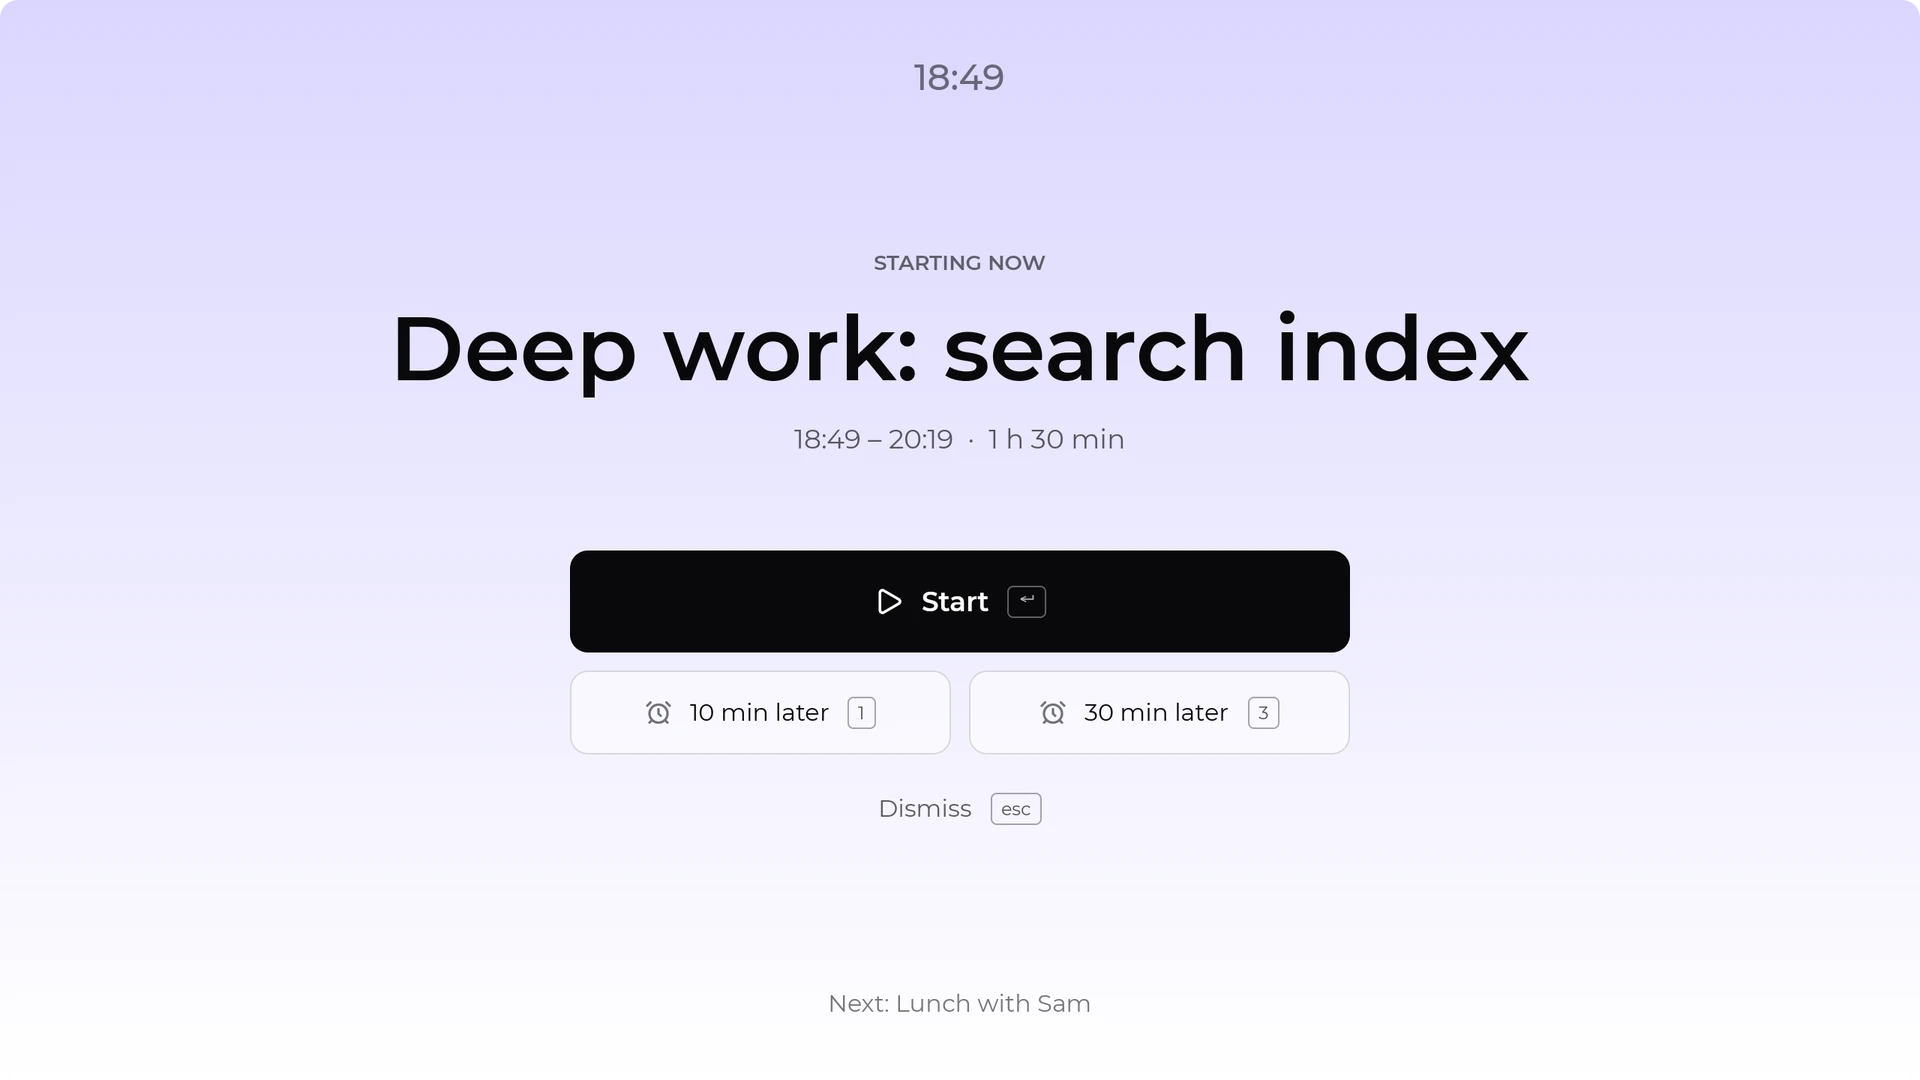 18:49
STARTING NOW
Deep work: search index
18:49 – 20:19 · 1 h 30 min
Start ↵
10 min later 1
30 min later 3
Dismiss esc
Next: Lunch with Sam